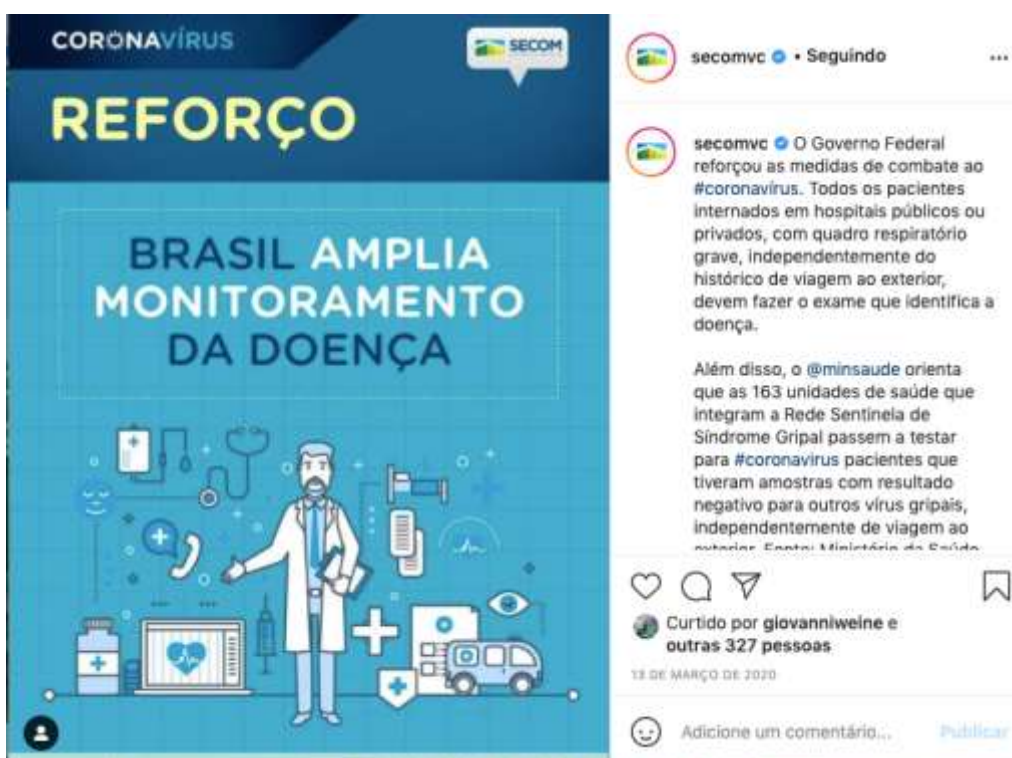 CORONAVÍRUS
SECOM
REFORÇO
BRASIL AMPLIA
MONITORAMENTO
DA DOENÇA
secomvc • Seguindo
secomvc O Governo Federal
reforçou as medidas de combate ao
#coronavírus. Todos os pacientes
internados em hospitais públicos ou
privados, com quadro respiratório
grave, independentemente do
histórico de viagem ao exterior,
devem fazer o exame que identifica a
doença.
Além disso, o @minsaude orienta
que as 163 unidades de saúde que
integram a Rede Sentinela de
Síndrome Gripal passem a testar
para #coronavirus pacientes que
tiveram amostras com resultado
negativo para outros vírus gripais,
independentemente de viagem ao
exterior. Fonte: Ministério da Saúde
Curtido por giovanniweine e
outras 327 pessoas
13 DE MARÇO DE 2020
Adicione um comentário... Publicar